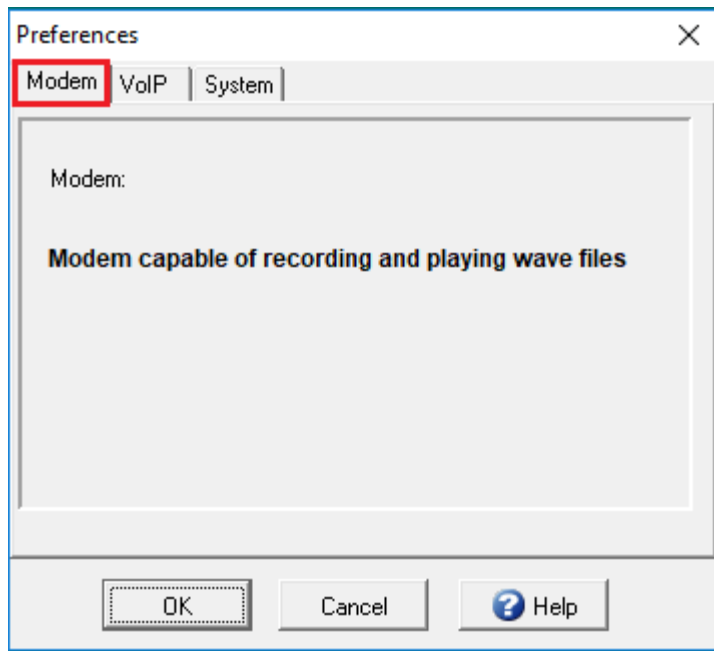 Preferences
Modem VoIP System
Modem:
Modem capable of recording and playing wave files
OK Cancel Help